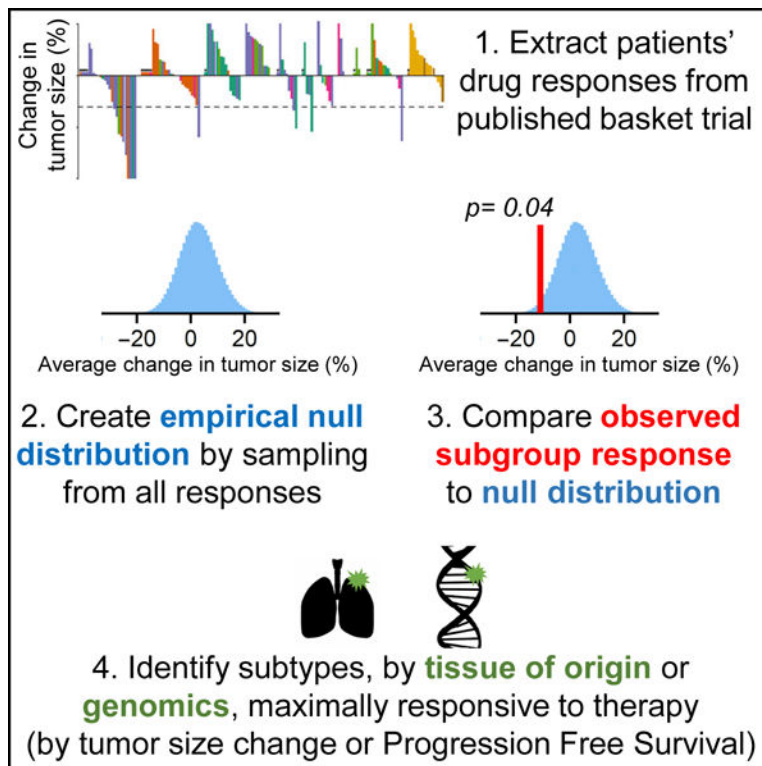 Change in
tumor size (%)
1. Extract patients’
drug responses from
published basket trial
−20 0 20
Average change in tumor size (%)
p= 0.04
−20 0 20
Average change in tumor size (%)
2. Create empirical null
distribution by sampling
from all responses
3. Compare observed
subgroup response
to null distribution
4. Identify subtypes, by tissue of origin or
genomics, maximally responsive to therapy
(by tumor size change or Progression Free Survival)